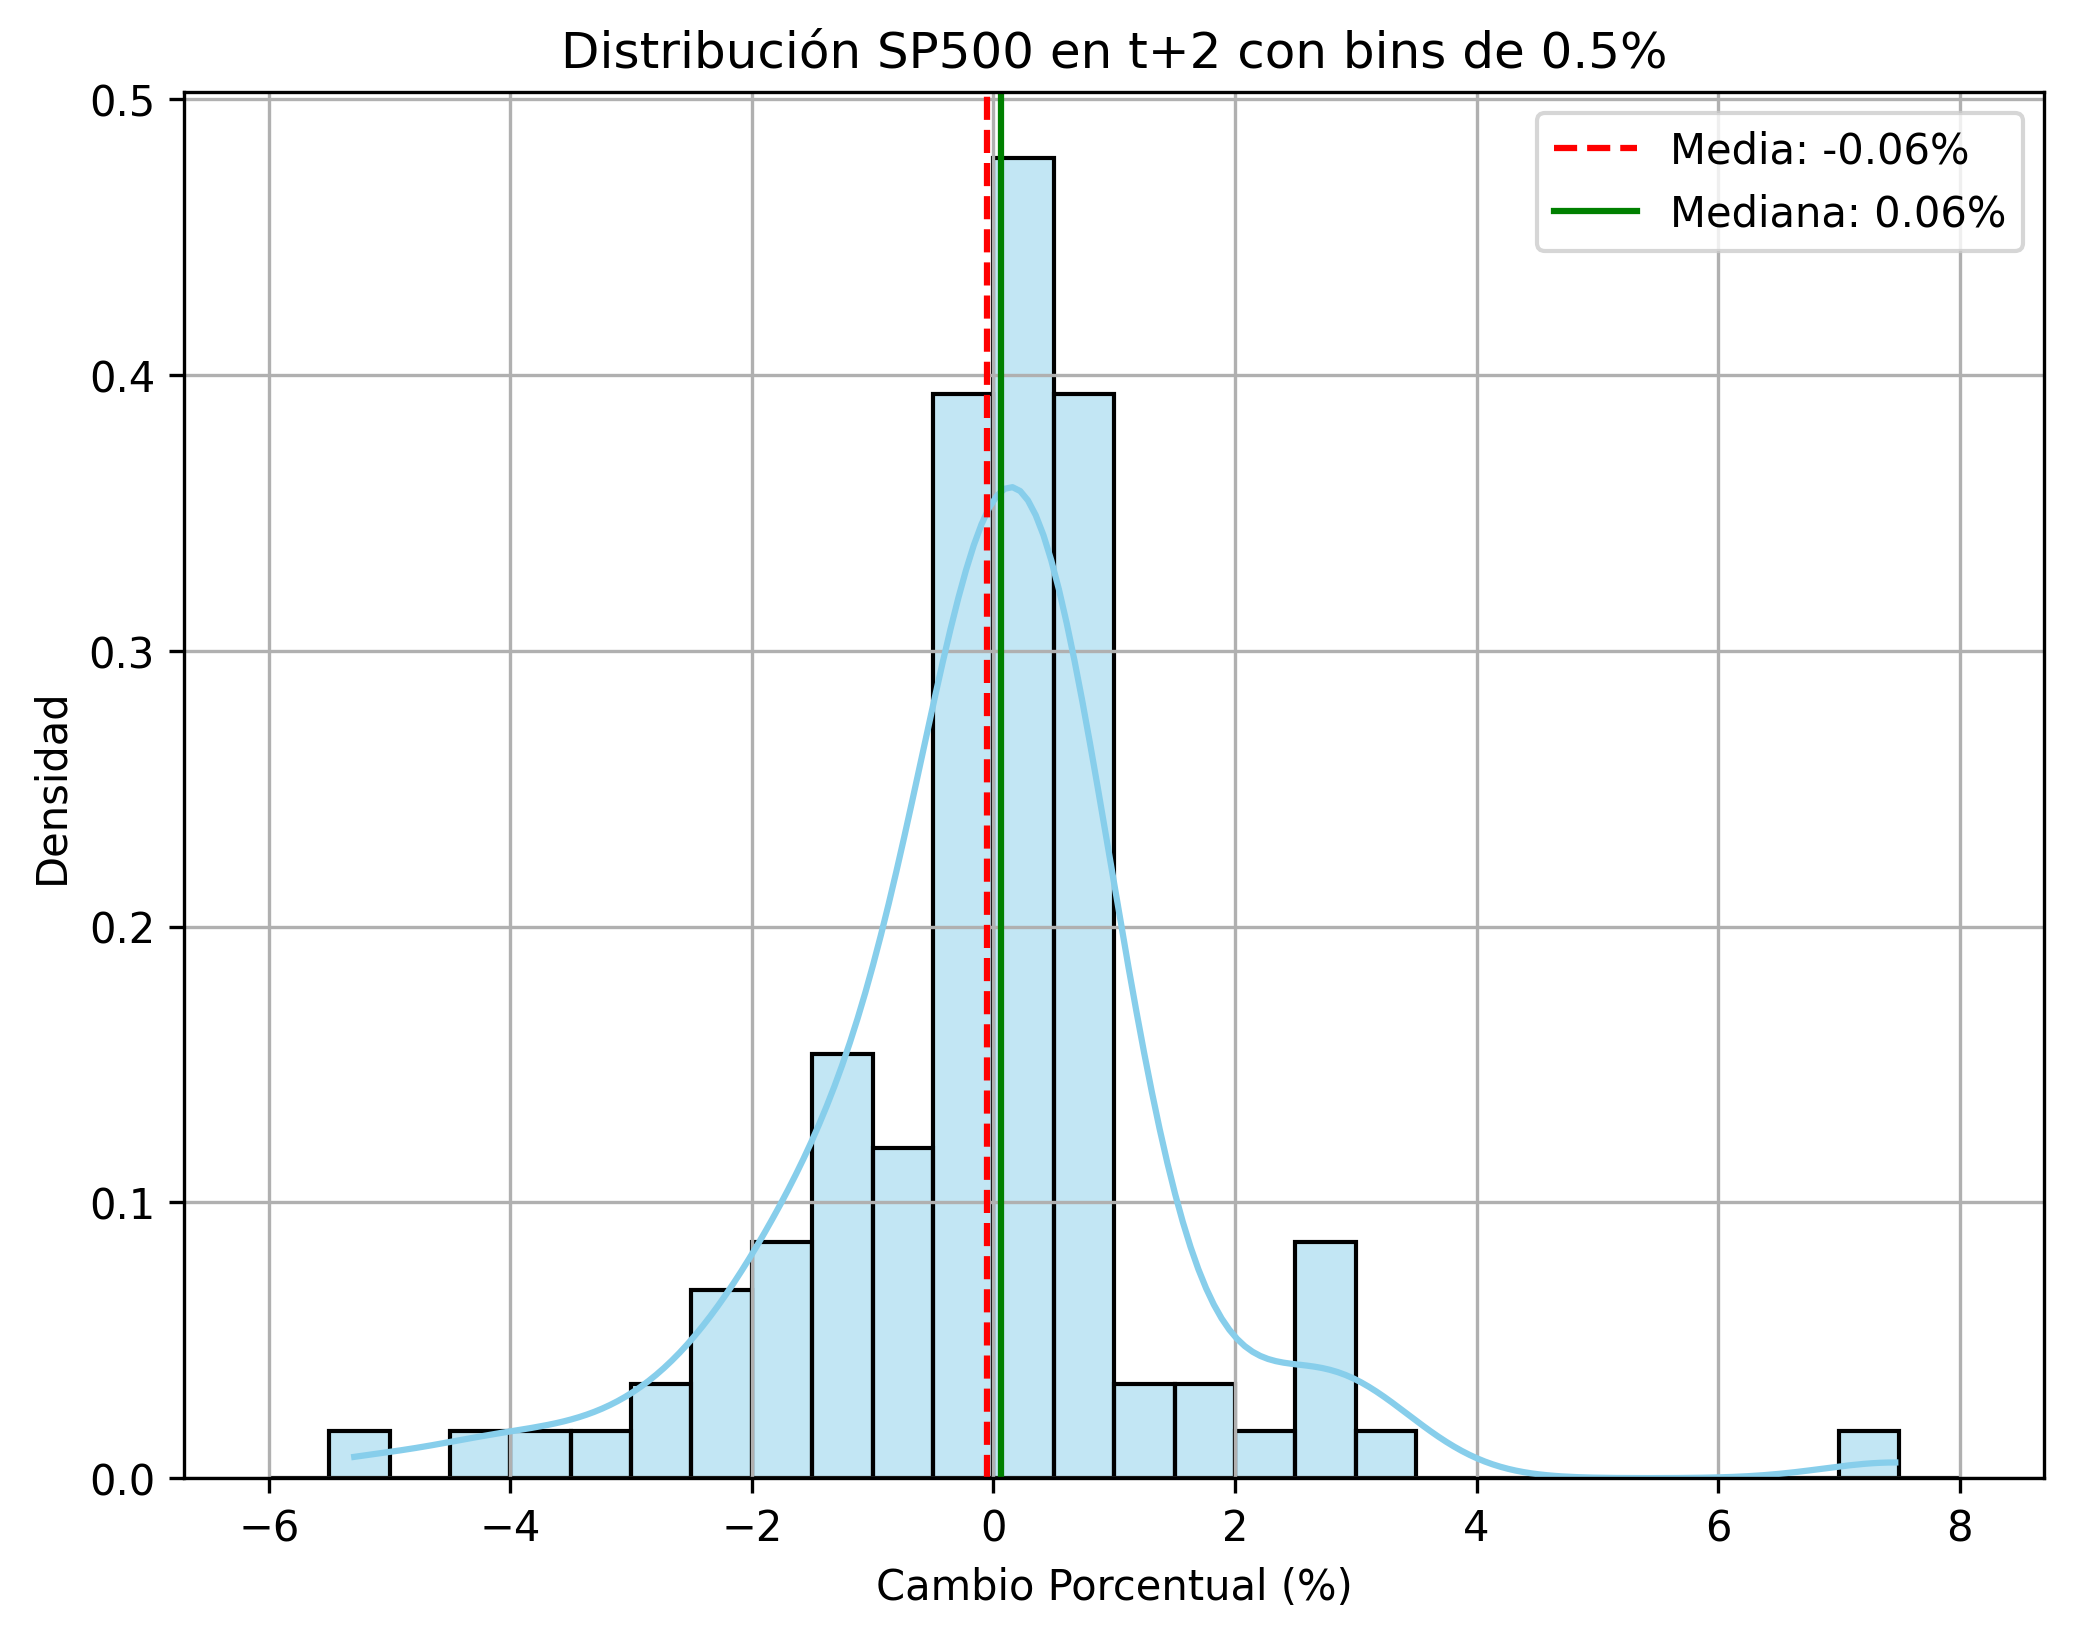 Distribución SP500 en t+2 con bins de 0.5%
Media: -0.06%
Mediana: 0.06%
0.5
0.4
0.3
0.2
0.1
0.0
Densidad
−6 −4 −2 0 2 4 6 8
Cambio Porcentual (%)